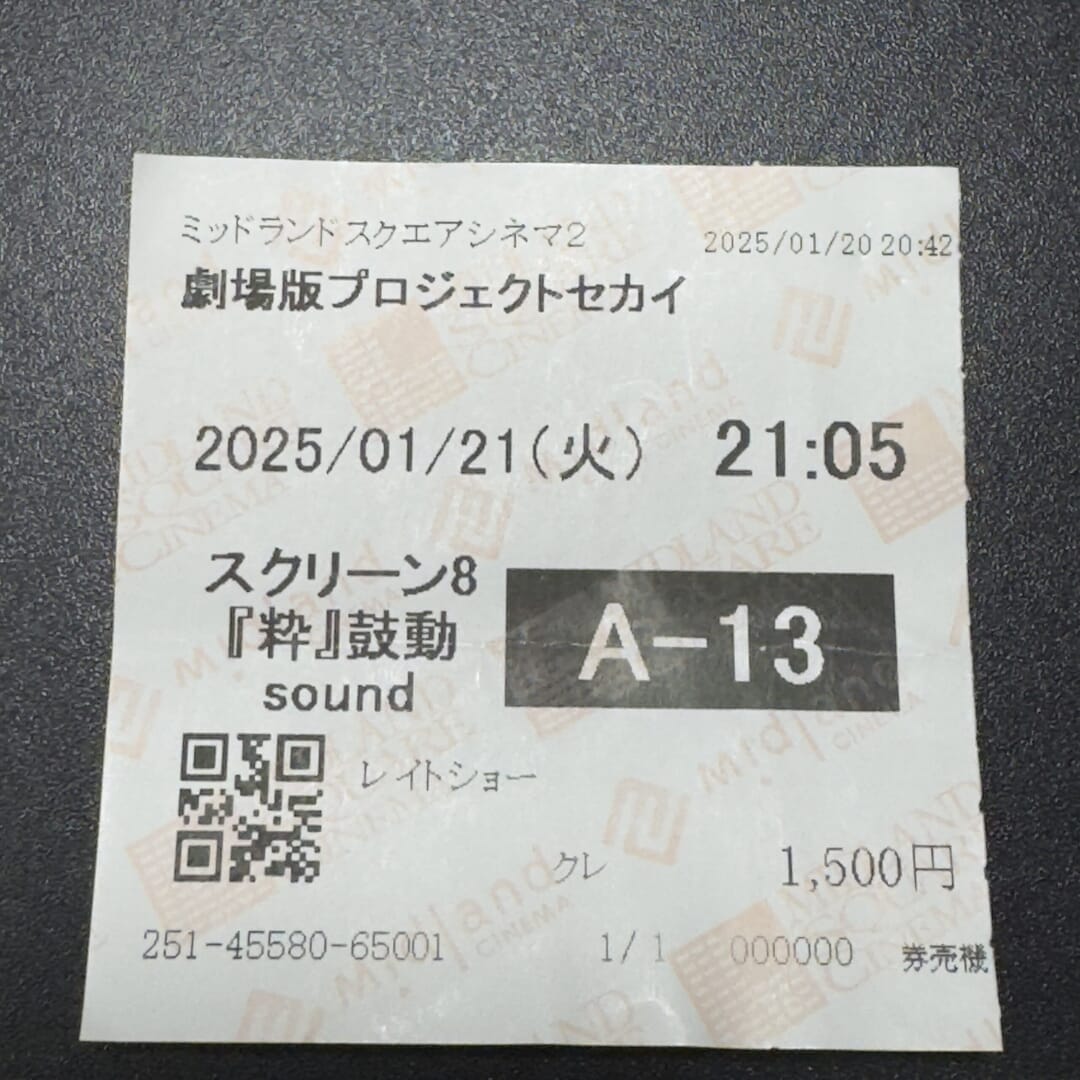 ミッドランドスクエアシネマ2
2025/01/20 20:42
劇場版プロジェクトセカイ
2025/01/21(火) 21:05
スクリーン8
『粋』鼓動
sound
A-13
レイトショー
クレ 1,500円
251-45580-65001 1/1 000000 券売機